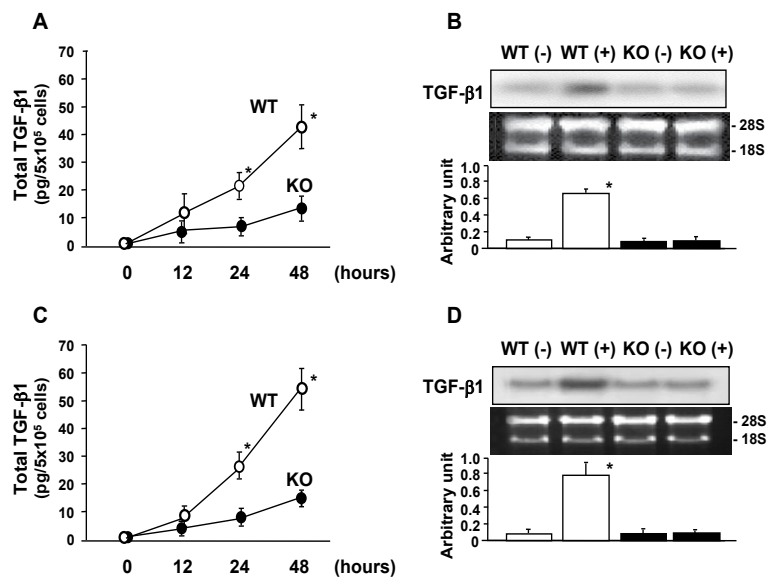 A
Total TGF-β1
(pg/5x10⁵ cells)
70
60
50
40
30
20
10
0
WT
*
*
KO
0 12 24 48 (hours)
B
WT (-) WT (+) KO (-) KO (+)
TGF-β1
- 28S
- 18S
Arbitrary unit
1
0.8
0.6
0.4
0.2
0
*
C
Total TGF-β1
(pg/5x10⁵ cells)
70
60
50
40
30
20
10
0
WT
*
*
KO
0 12 24 48 (hours)
D
WT (-) WT (+) KO (-) KO (+)
TGF-β1
- 28S
- 18S
Arbitrary unit
1
0.8
0.6
0.4
0.2
0
*